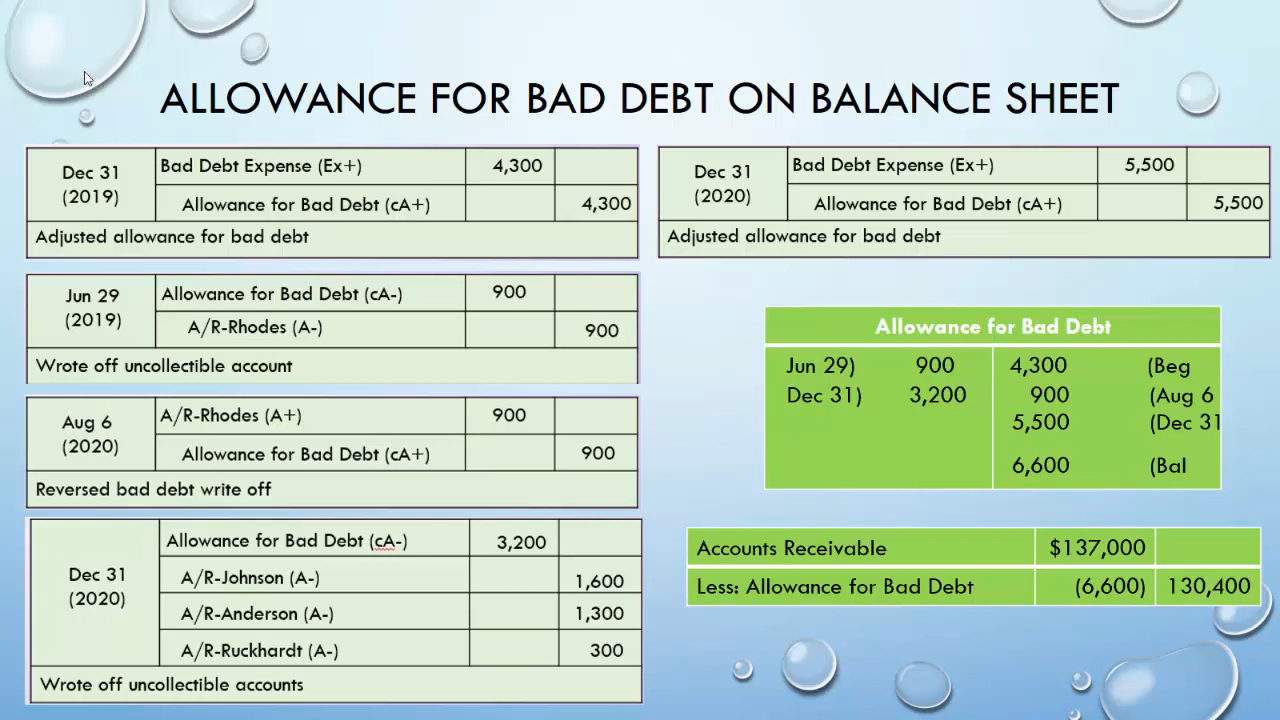 ALLOWANCE FOR BAD DEBT ON BALANCE SHEET
Dec 31
(2019)
Bad Debt Expense (Ex+) 4,300
Allowance for Bad Debt (cA+) 4,300
Adjusted allowance for bad debt
Jun 29
(2019)
Allowance for Bad Debt (cA-) 900
A/R-Rhodes (A-) 900
Wrote off uncollectible account
Aug 6
(2020)
A/R-Rhodes (A+) 900
Allowance for Bad Debt (cA+) 900
Reversed bad debt write off
Dec 31
(2020)
Allowance for Bad Debt (cA-) 3,200
A/R-Johnson (A-) 1,600
A/R-Anderson (A-) 1,300
A/R-Ruckhardt (A-) 300
Wrote off uncollectible accounts
Dec 31
(2020)
Bad Debt Expense (Ex+) 5,500
Allowance for Bad Debt (cA+) 5,500
Adjusted allowance for bad debt
Allowance for Bad Debt
Jun 29) 900 4,300 (Beg
Dec 31) 3,200 900 (Aug 6
5,500 (Dec 31
6,600 (Bal
Accounts Receivable $137,000
Less: Allowance for Bad Debt (6,600) 130,400